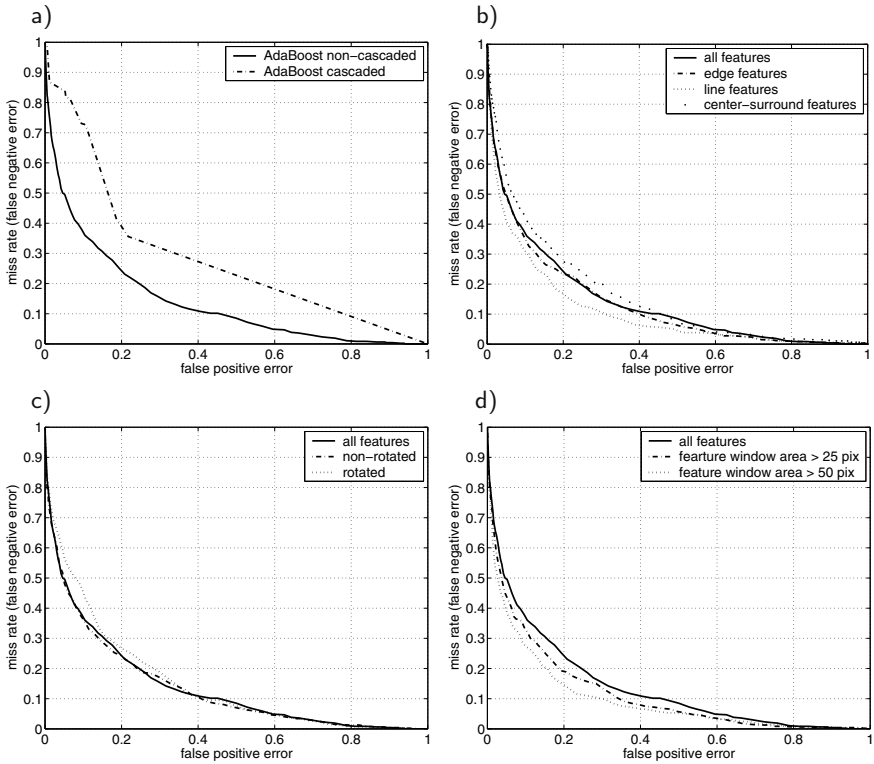 a)
AdaBoost non−cascaded
AdaBoost cascaded
miss rate (false negative error)
1
0.9
0.8
0.7
0.6
0.5
0.4
0.3
0.2
0.1
0
0.2
0.4
0.6
0.8
1
false positive error
b)
all features
edge features
line features
center−surround features
miss rate (false negative error)
1
0.9
0.8
0.7
0.6
0.5
0.4
0.3
0.2
0.1
0
0
0.2
0.4
0.6
0.8
1
false positive error
c)
all features
non−rotated
rotated
miss rate (false negative error)
1
0.9
0.8
0.7
0.6
0.5
0.4
0.3
0.2
0.1
0
0
0.2
0.4
0.6
0.8
1
false positive error
d)
all features
fearture window area > 25 pix
feature window area > 50 pix
miss rate (false negative error)
1
0.9
0.8
0.7
0.6
0.5
0.4
0.3
0.2
0.1
0
0
0.2
0.4
0.6
0.8
1
false positive error